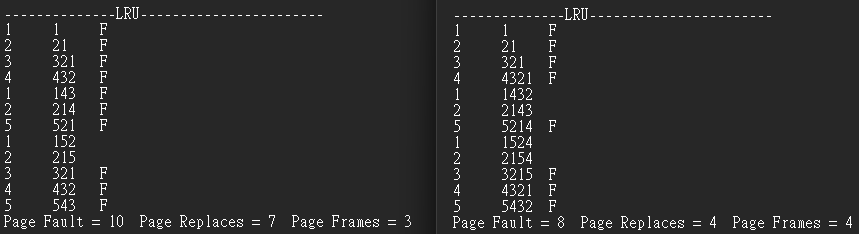 --------------LRU-----------------------
1 1 F
2 21 F
3 321 F
4 432 F
1 143 F
2 214 F
5 521 F
1 152
2 215
3 321 F
4 432 F
5 543 F
Page Fault = 10 Page Replaces = 7 Page Frames = 3
--------------LRU-----------------------
1 1 F
2 21 F
3 321 F
4 4321 F
1 1432
2 2143
5 5214 F
1 1524
2 2154
3 3215 F
4 4321 F
5 5432 F
Page Fault = 8 Page Replaces = 4 Page Frames = 4